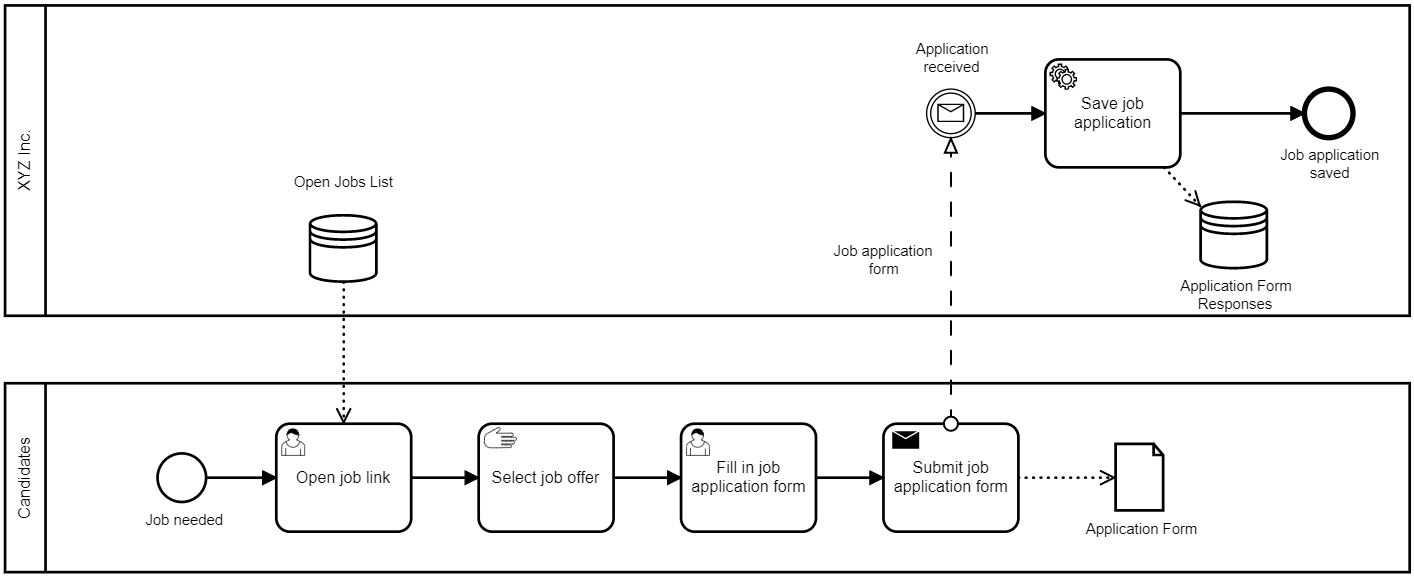 XYZ Inc.
Application
received
Save job
application
Job application
saved
Open Jobs List
Job application
form
Application Form
Responses
Candidates
Job needed
Open job link
Select job offer
Fill in job
application form
Submit job
application form
Application Form